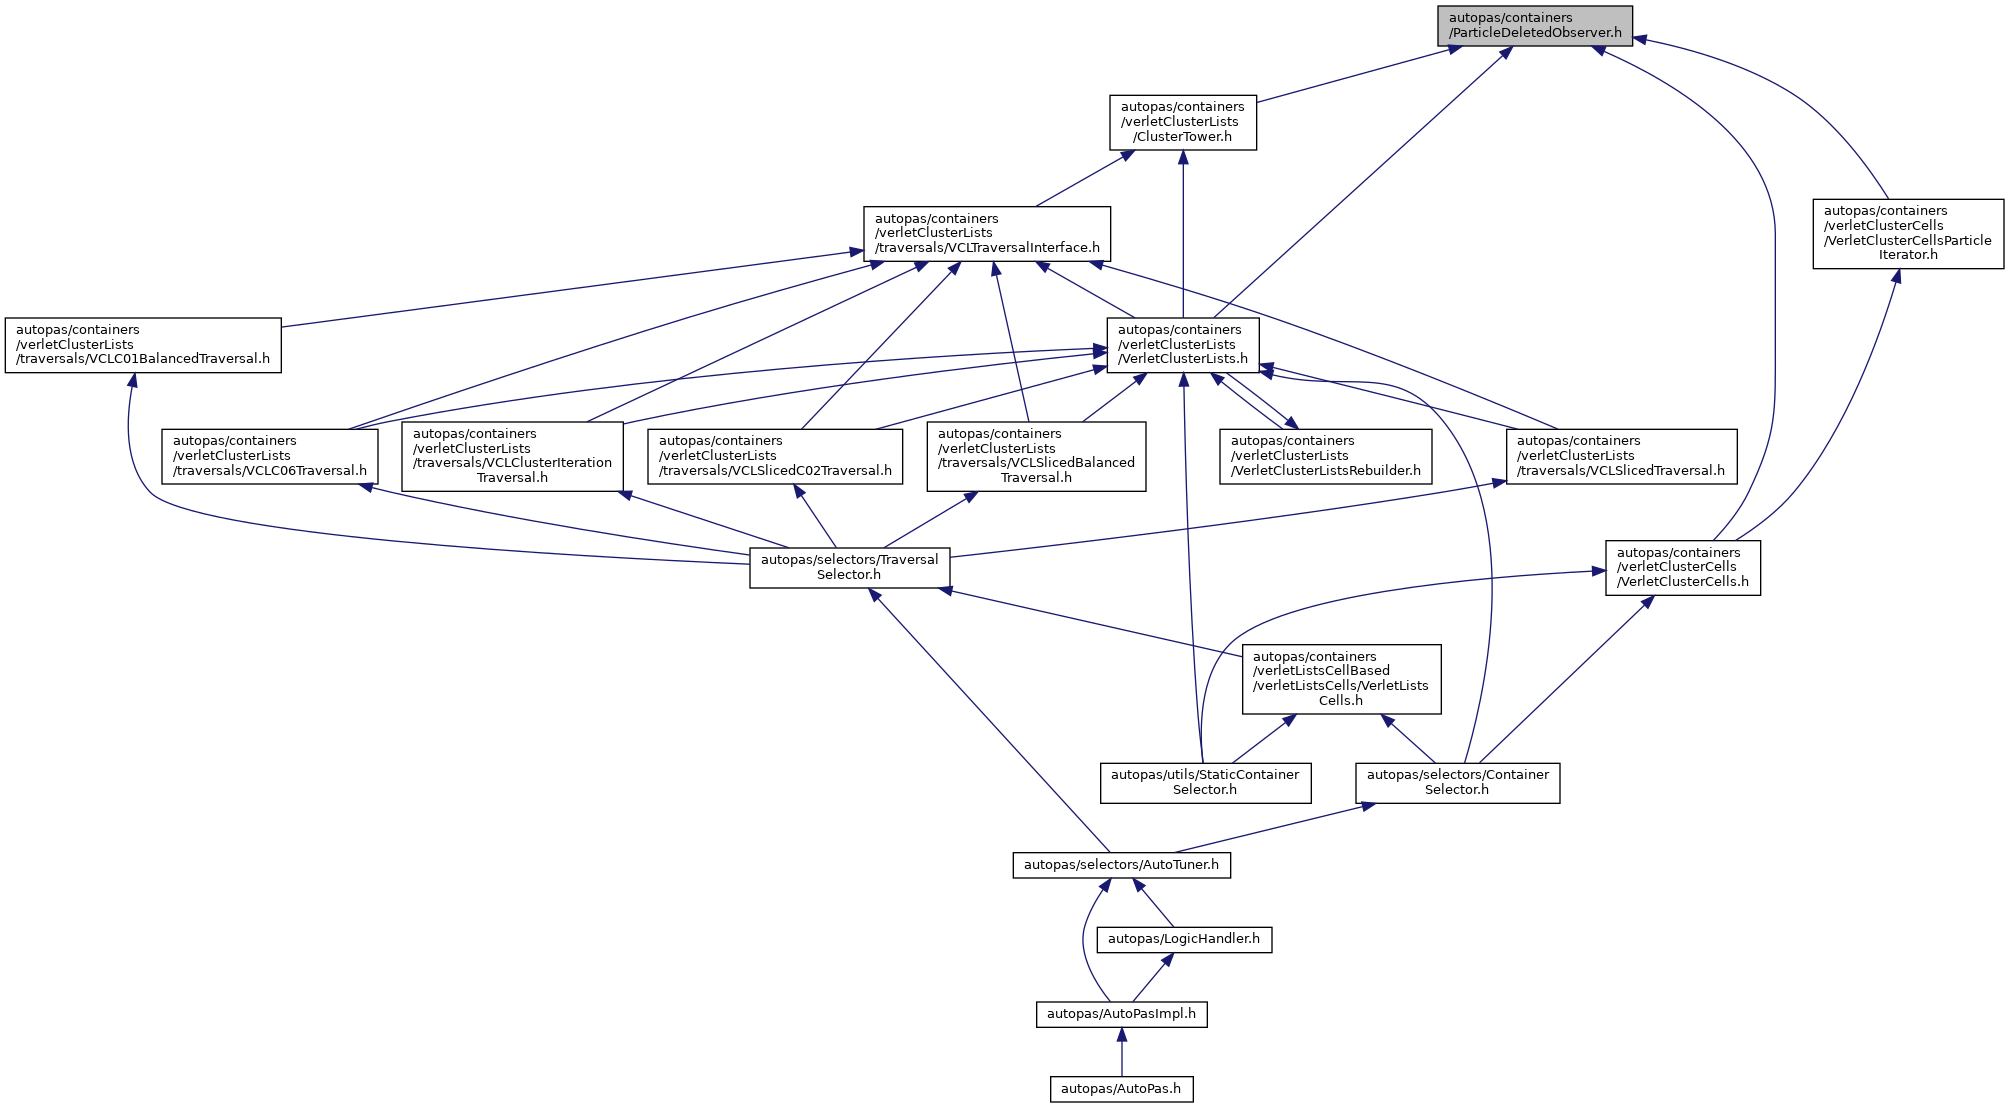 autopas/containers
/ParticleDeletedObserver.h
autopas/containers
/verletClusterLists
/ClusterTower.h
autopas/containers
/verletClusterCells
/VerletClusterCellsParticle
Iterator.h
autopas/containers
/verletClusterLists
/traversals/VCLTraversalInterface.h
autopas/containers
/verletClusterLists
/traversals/VCLC01BalancedTraversal.h
autopas/containers
/verletClusterLists
/VerletClusterLists.h
autopas/containers
/verletClusterLists
/traversals/VCLC06Traversal.h
autopas/containers
/verletClusterLists
/traversals/VCLClusterIteration
Traversal.h
autopas/containers
/verletClusterLists
/traversals/VCLSlicedC02Traversal.h
autopas/containers
/verletClusterLists
/traversals/VCLSlicedBalanced
Traversal.h
autopas/containers
/verletClusterLists
/VerletClusterListsRebuilder.h
autopas/containers
/verletClusterLists
/traversals/VCLSlicedTraversal.h
autopas/selectors/Traversal
Selector.h
autopas/containers
/verletClusterCells
/VerletClusterCells.h
autopas/containers
/verletListsCellBased
/verletListsCells/VerletLists
Cells.h
autopas/utils/StaticContainer
Selector.h
autopas/selectors/Container
Selector.h
autopas/selectors/AutoTuner.h
autopas/LogicHandler.h
autopas/AutoPasImpl.h
autopas/AutoPas.h